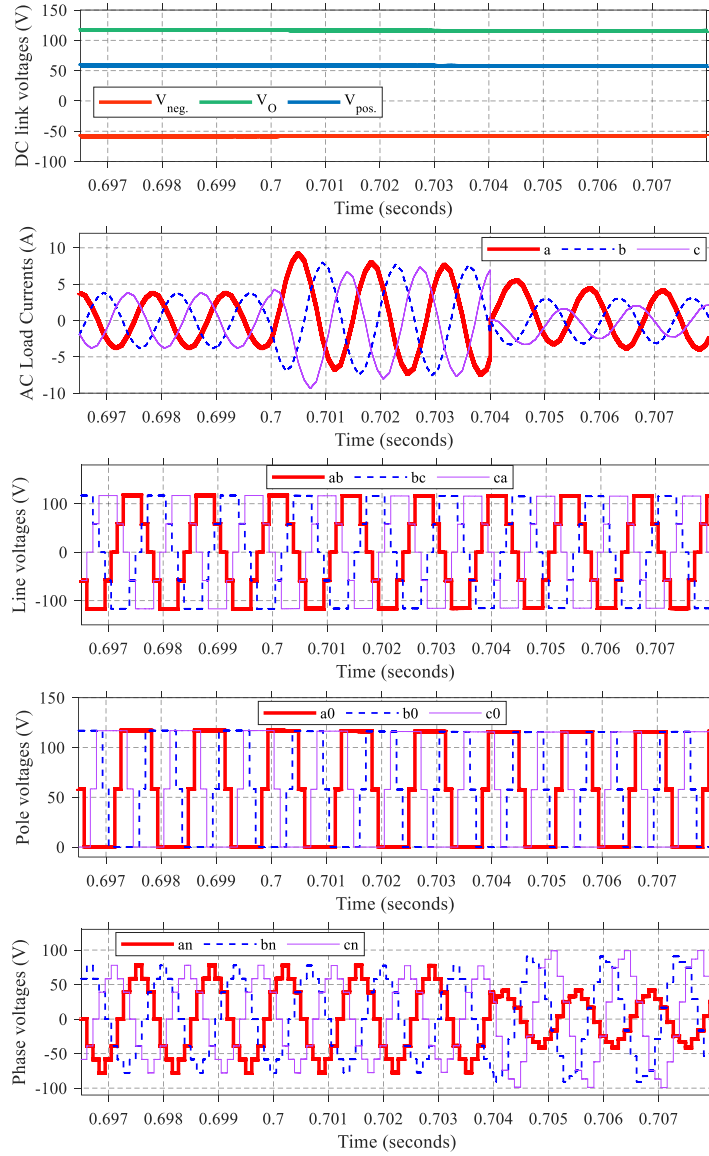 DC link voltages (V)
150
100
50
0
-50
-100
V_neg. V_O V_pos.
0.697 0.698 0.699 0.7 0.701 0.702 0.703 0.704 0.705 0.706 0.707
Time (seconds)
AC Load Currents (A)
10
5
0
-5
-10
a b c
0.697 0.698 0.699 0.7 0.701 0.702 0.703 0.704 0.705 0.706 0.707
Time (seconds)
Line voltages (V)
100
0
-100
ab bc ca
0.697 0.698 0.699 0.7 0.701 0.702 0.703 0.704 0.705 0.706 0.707
Time (seconds)
Pole voltages (V)
150
100
50
0
a0 b0 c0
0.697 0.698 0.699 0.7 0.701 0.702 0.703 0.704 0.705 0.706 0.707
Time (seconds)
Phase voltages (V)
100
50
0
-50
-100
an bn cn
0.697 0.698 0.699 0.7 0.701 0.702 0.703 0.704 0.705 0.706 0.707
Time (seconds)